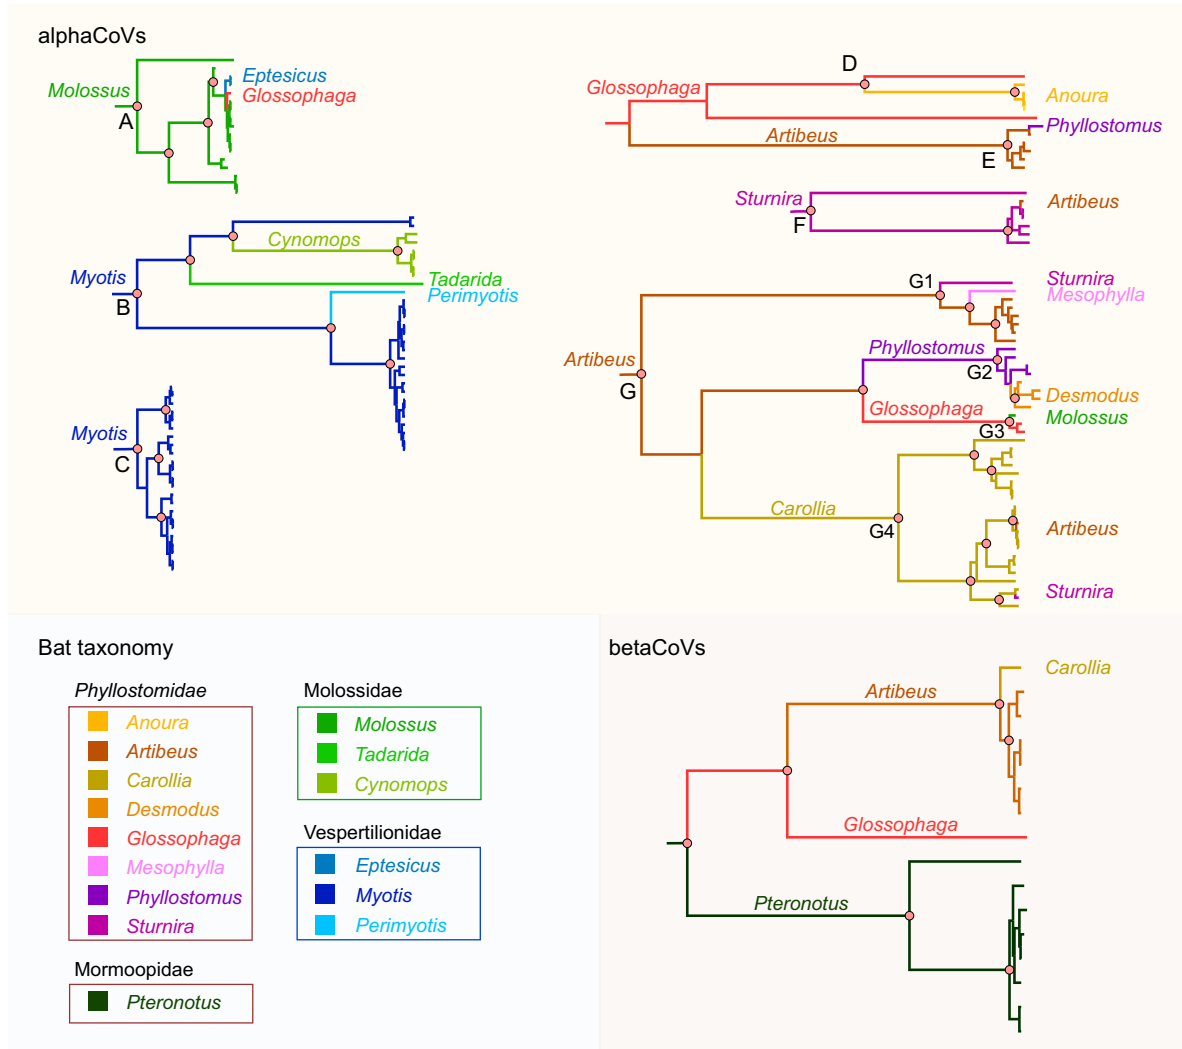 alphaCoVs
Molossus
A
Eptesicus
Glossophaga
Myotis
B
Cynomops
Tadarida
Perimyotis
Myotis
C
Glossophaga
D
Anoura
Artibeus
Phyllostomus
E
Sturnira
F
Artibeus
Artibeus
G
G1
Sturnira
Mesophylla
Phyllostomus
G2
Desmodus
Glossophaga
Molossus
G3
Carollia
G4
Artibeus
Sturnira
Bat taxonomy
Phyllostomidae
Anoura
Artibeus
Carollia
Desmodus
Glossophaga
Mesophylla
Phyllostomus
Sturnira
Mormoopidae
Pteronotus
Molossidae
Molossus
Tadarida
Cynomops
Vespertilionidae
Eptesicus
Myotis
Perimyotis
betaCoVs
Carollia
Artibeus
Glossophaga
Pteronotus